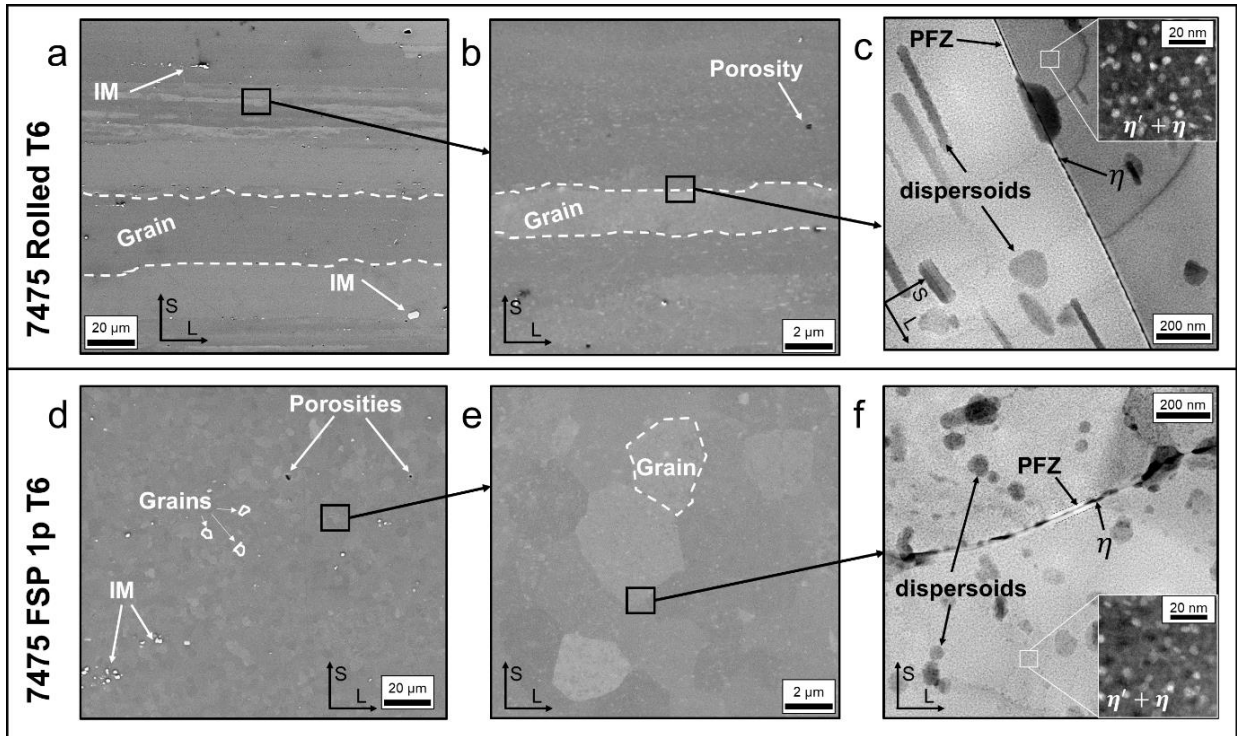 7475 Rolled T6
a
IM
Grain
IM
S
L
20 µm
b
Porosity
Grain
S
L
2 µm
c
PFZ
20 nm
η′ + η
η
dispersoids
S
L
200 nm
7475 FSP 1p T6
d
Porosities
Grains
IM
S
L
20 µm
e
Grain
S
L
2 µm
f
200 nm
PFZ
η
dispersoids
20 nm
η′ + η
S
L